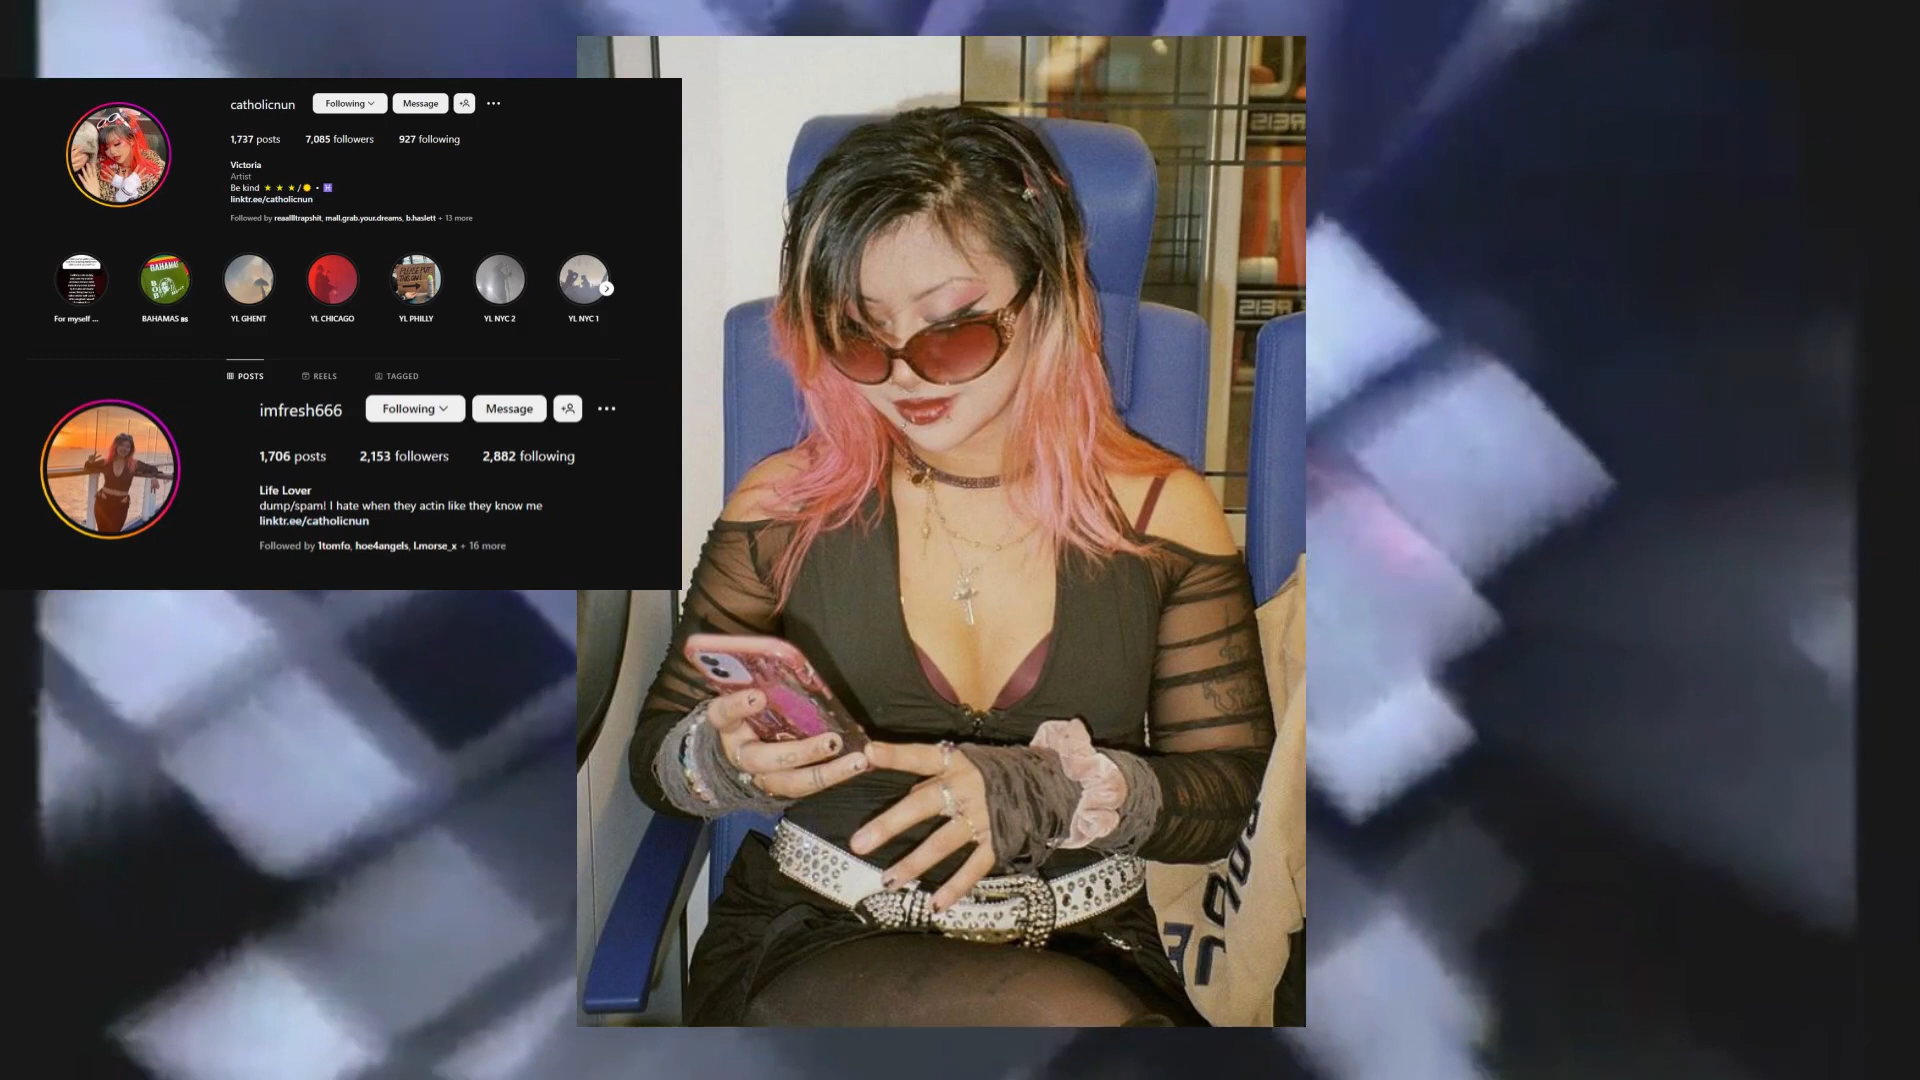 catholicnun Following Message
1,737 posts 7,085 followers 927 following
Victoria
Artist
Be kind ★ ★ ★ / • ♓
linktr.ee/catholicnun
Followed by reaallltrapshit, mall.grab.your.dreams, b.haslett + 13 more
BAHAMAS
PLEASE PUT
For myself ... BAHAMAS 🇧🇸 YL GHENT YL CHICAGO YL PHILLY YL NYC 2 YL NYC 1
POSTS REELS TAGGED
imfresh666 Following Message
1,706 posts 2,153 followers 2,882 following
Life Lover
dump/spam! I hate when they actin like they know me
linktr.ee/catholicnun
Followed by 1tomfo, hoe4angels, l.morse_x + 16 more